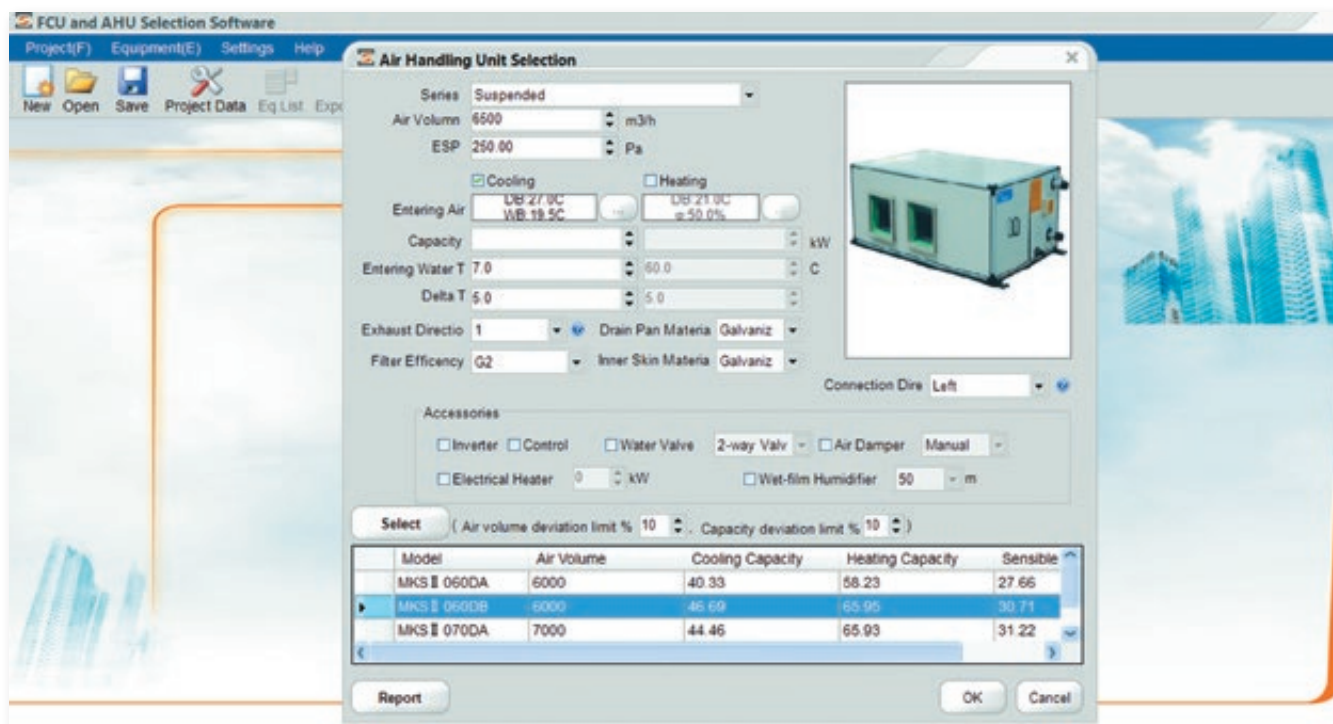 FCU and AHU Selection Software
Project(F) Equipment(E) Settings Help
New Open Save Project Data Eq List Expo
Air Handling Unit Selection
Series Suspended
Air Volumn 6500 m3/h
ESP 250.00 Pa
Cooling Heating
Entering Air DB:27.0C WB:19.5C ... DB:21.0C φ:50.0% ...
Capacity kW
Entering Water T 7.0 60.0 C
Delta T 5.0 5.0
Exhaust Directio 1 Drain Pan Materia Galvaniz
Filter Efficency G2 Inner Skin Materia Galvaniz
Connection Dire Left
Accessories
Inverter Control Water Valve 2-way Valv Air Damper Manual
Electrical Heater 0 kW Wet-film Humidifier 50 m
Select ( Air volume deviation limit % 10 , Capacity deviation limit % 10 )
Model Air Volume Cooling Capacity Heating Capacity Sensible
MKSⅡ 060DA 6000 40.33 58.23 27.66
MKSⅡ 060DB 6000 46.69 65.95 30.71
MKSⅡ 070DA 7000 44.46 65.93 31.22
Report OK Cancel